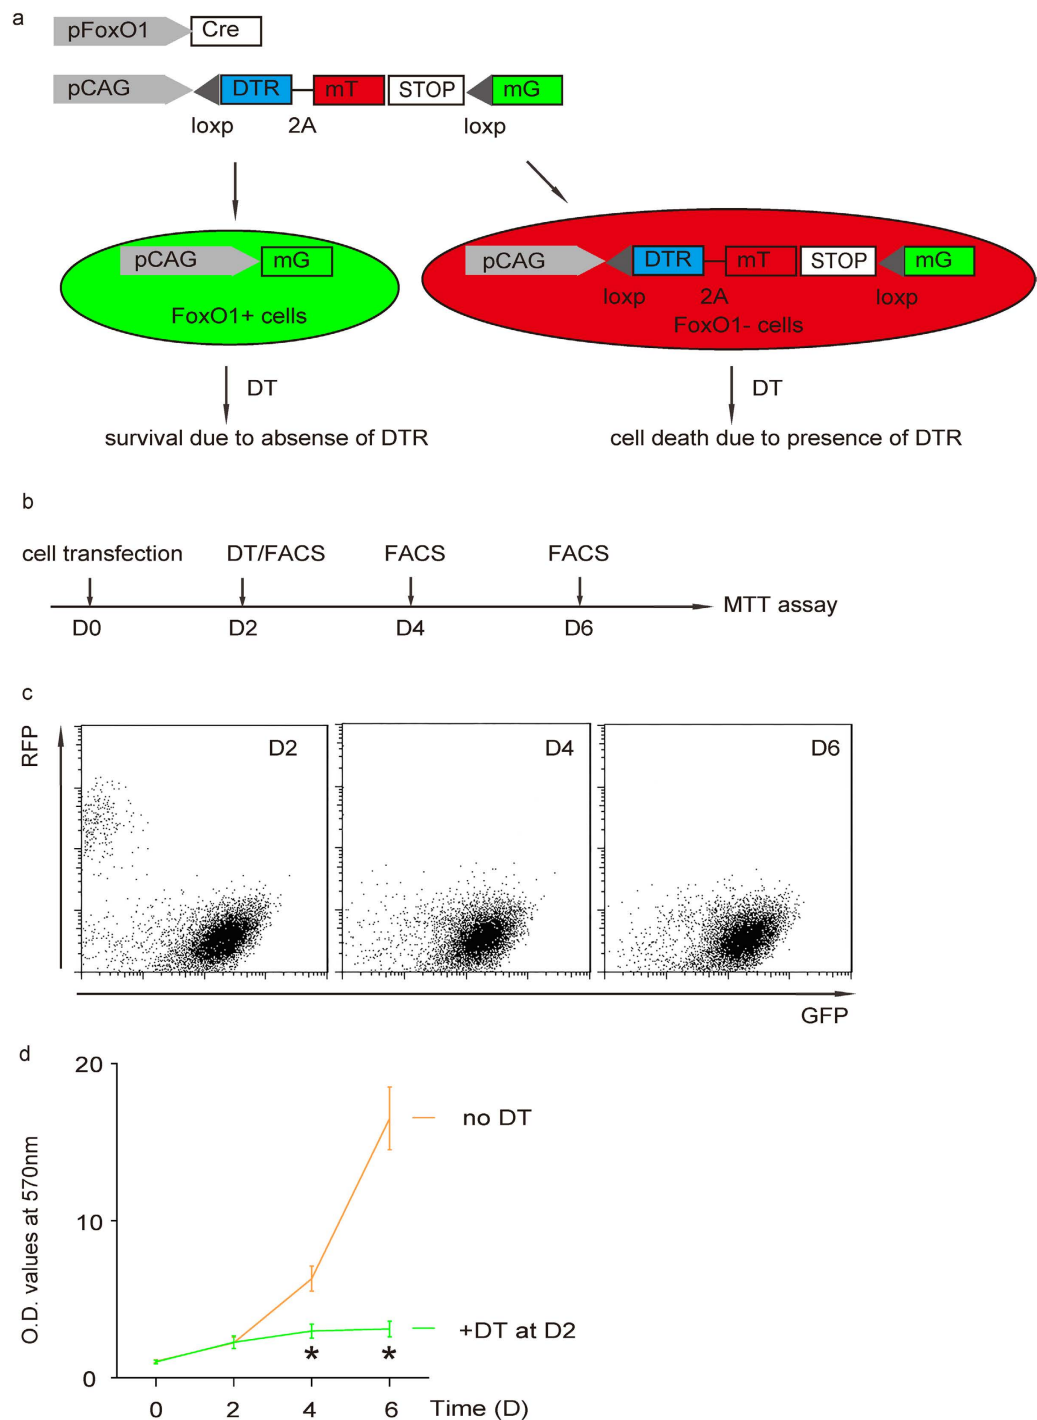 a
pFoxO1 Cre
pCAG DTR mT STOP mG
loxp 2A loxp
pCAG mG
FoxO1+ cells
pCAG DTR mT STOP mG
loxp 2A loxp
FoxO1- cells
DT
DT
survival due to absense of DTR
cell death due to presence of DTR
b
cell transfection DT/FACS FACS FACS
MTT assay
D0 D2 D4 D6
c
RFP
D2 D4 D6
GFP
d
O.D. values at 570nm
20
10
0
no DT
+DT at D2
* *
0 2 4 6 Time (D)